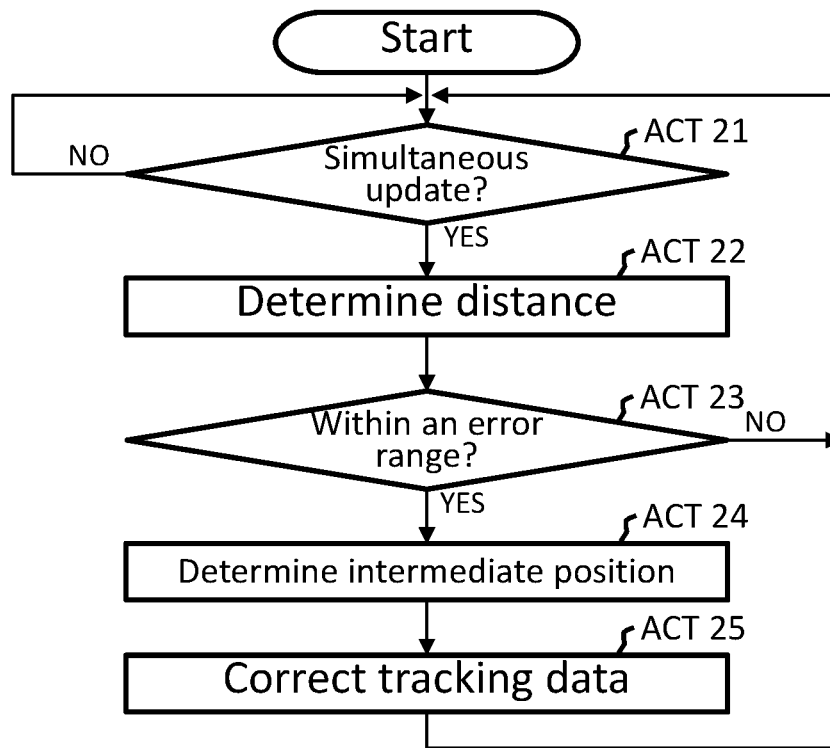 Start
ACT 21
NO
Simultaneous
update?
YES
ACT 22
Determine distance
ACT 23
Within an error
range?
NO
YES
ACT 24
Determine intermediate position
ACT 25
Correct tracking data